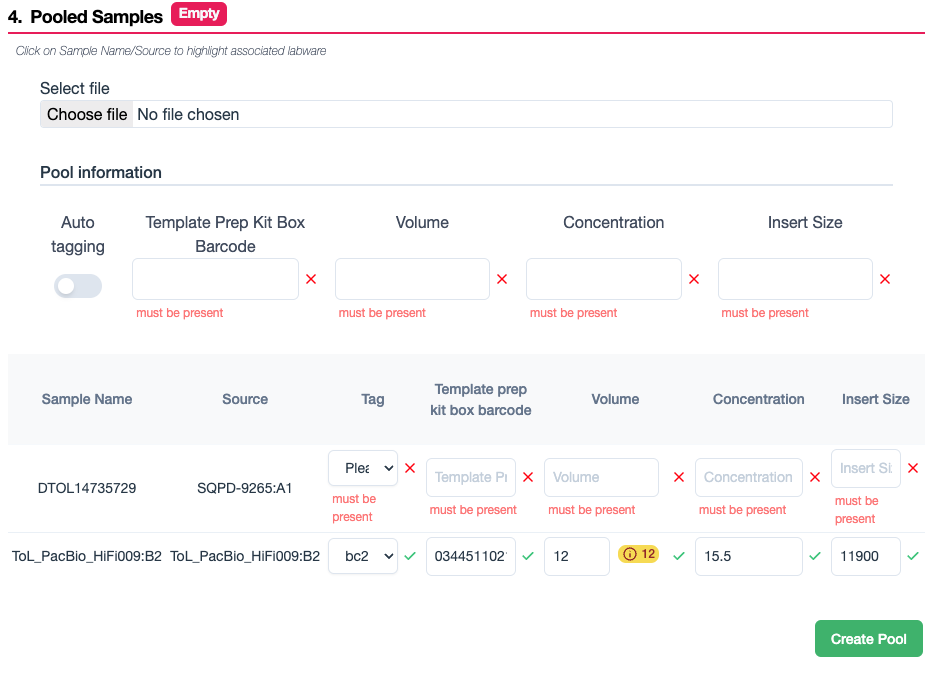 4. Pooled Samples Empty
Click on Sample Name/Source to highlight associated labware
Select file
Choose file No file chosen
Pool information
Auto tagging
Template Prep Kit Box Barcode
Volume
Concentration
Insert Size
must be present must be present must be present must be present
Sample Name Source Tag Template prep kit box barcode Volume Concentration Insert Size
DTOL14735729 SQPD-9265:A1 Plea Template Pr Volume Concentration Insert Si
must be present must be present must be present must be present must be present
ToL_PacBio_HiFi009:B2 ToL_PacBio_HiFi009:B2 bc2 034451102 12 12 15.5 11900
Create Pool